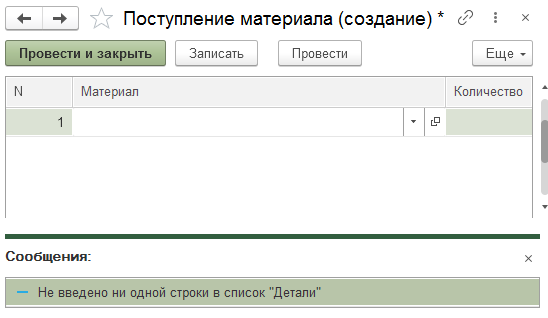 Поступление материала (создание) *
Провести и закрыть Записать Провести Еще
N Материал Количество
1
Сообщения:
Не введено ни одной строки в список "Детали"